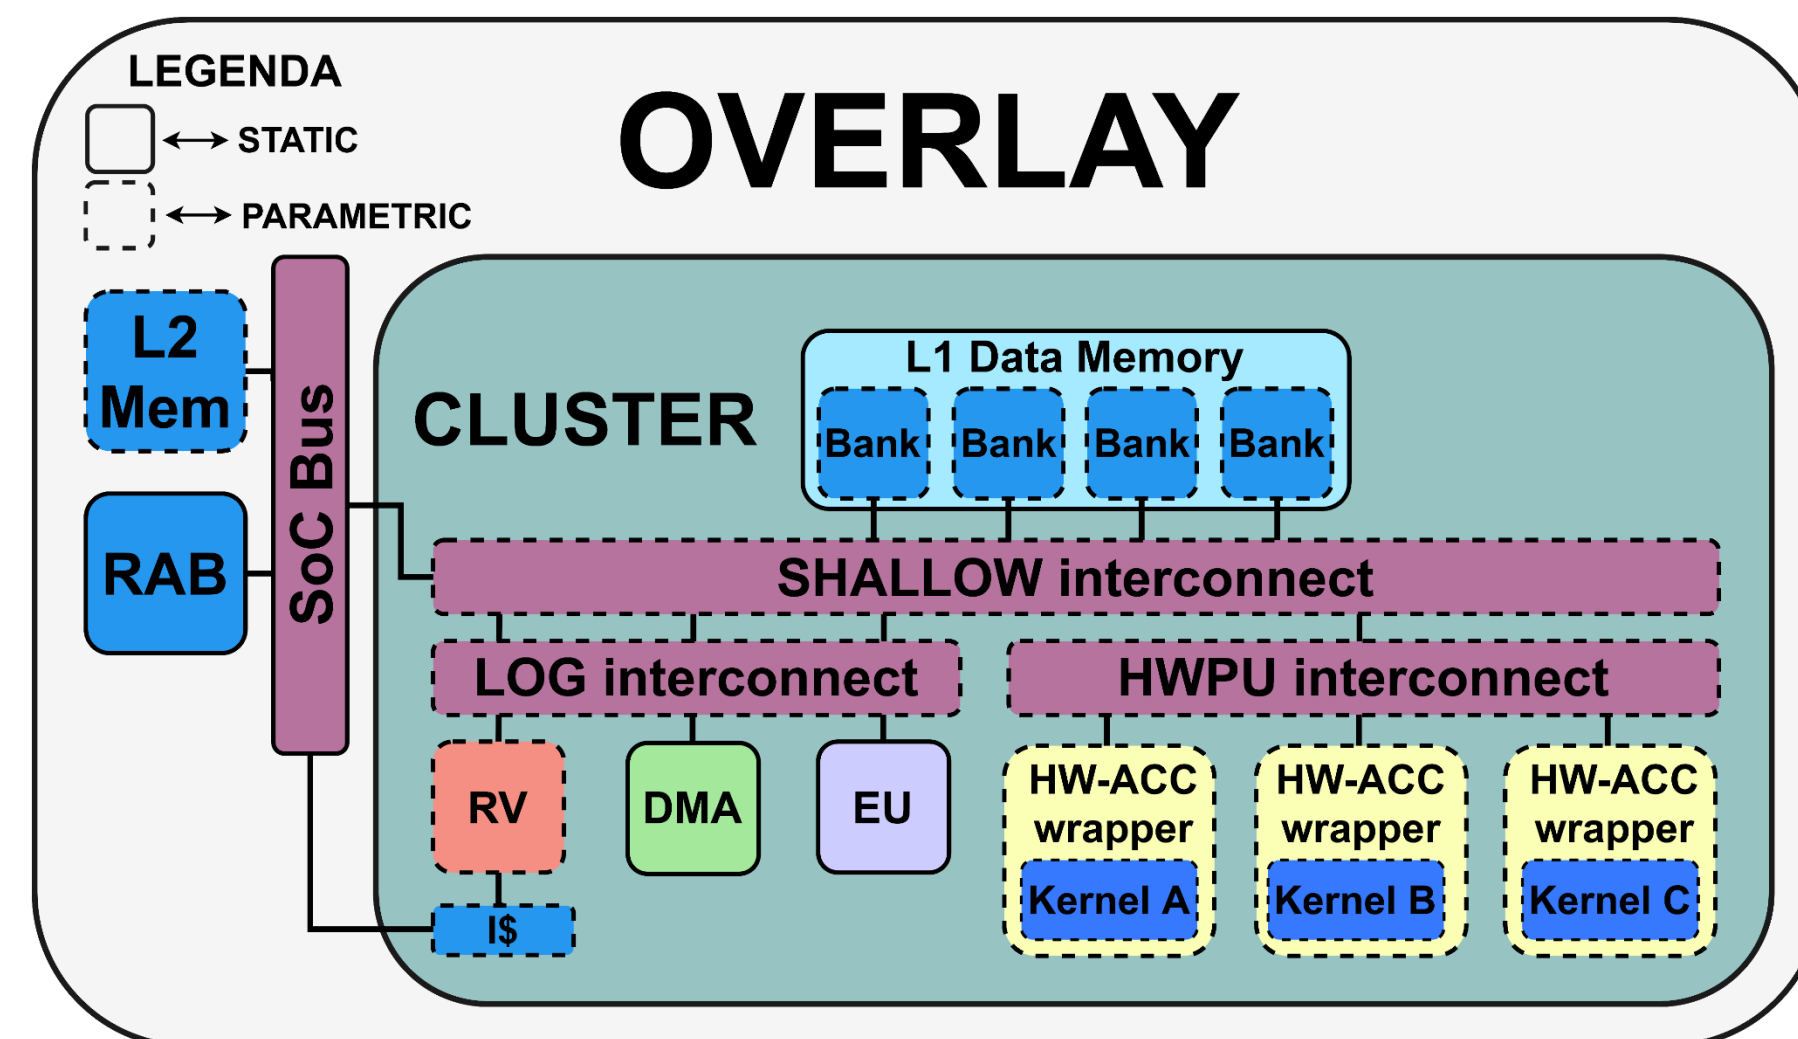 LEGENDA
STATIC
PARAMETRIC
OVERLAY
L2
Mem
RAB
SoC Bus
CLUSTER
L1 Data Memory
Bank
Bank
Bank
Bank
SHALLOW interconnect
LOG interconnect
HWPU interconnect
RV
DMA
EU
I$
HW-ACC
wrapper
Kernel A
HW-ACC
wrapper
Kernel B
HW-ACC
wrapper
Kernel C